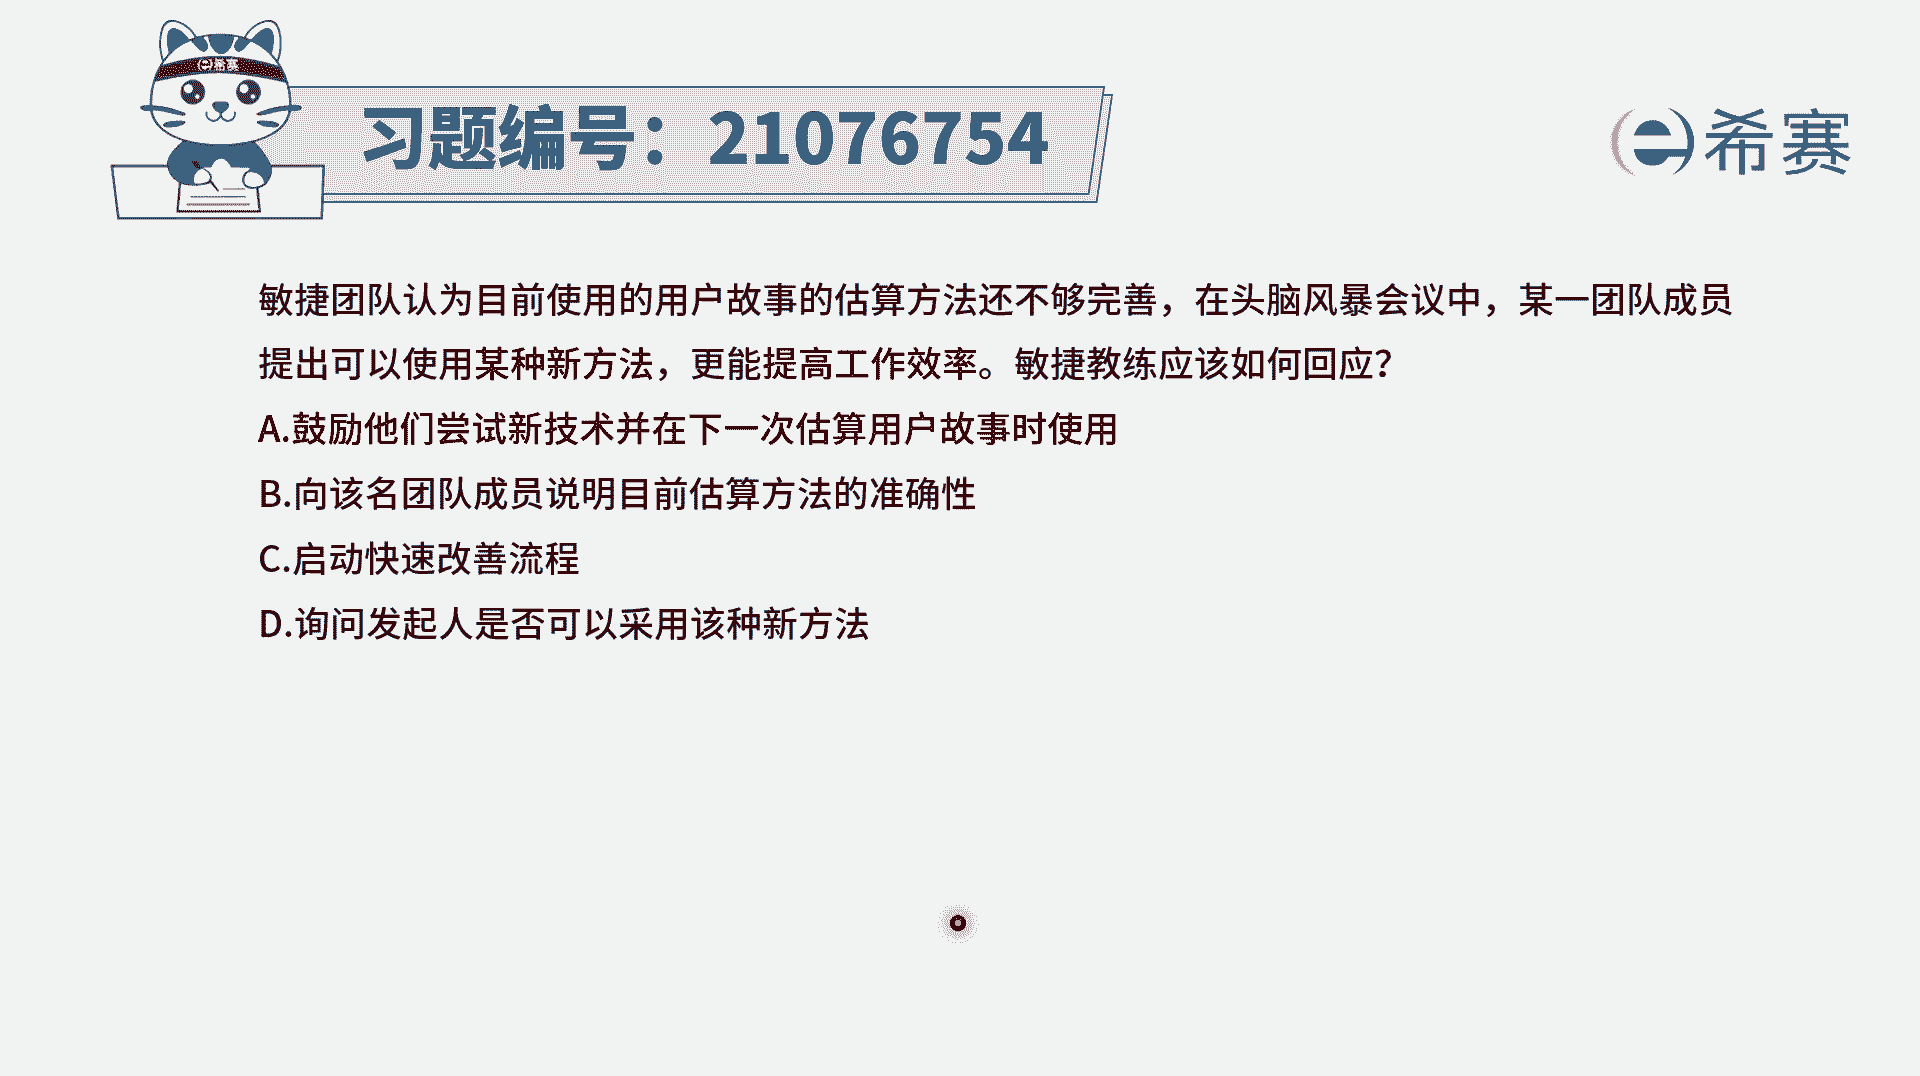 希赛
习题编号：21076754
希赛
敏捷团队认为目前使用的用户故事的估算方法还不够完善，在头脑风暴会议中，某一团队成员
提出可以使用某种新方法，更能提高工作效率。敏捷教练应该如何回应？
A.鼓励他们尝试新技术并在下一次估算用户故事时使用
B.向该名团队成员说明目前估算方法的准确性
C.启动快速改善流程
D.询问发起人是否可以采用该种新方法